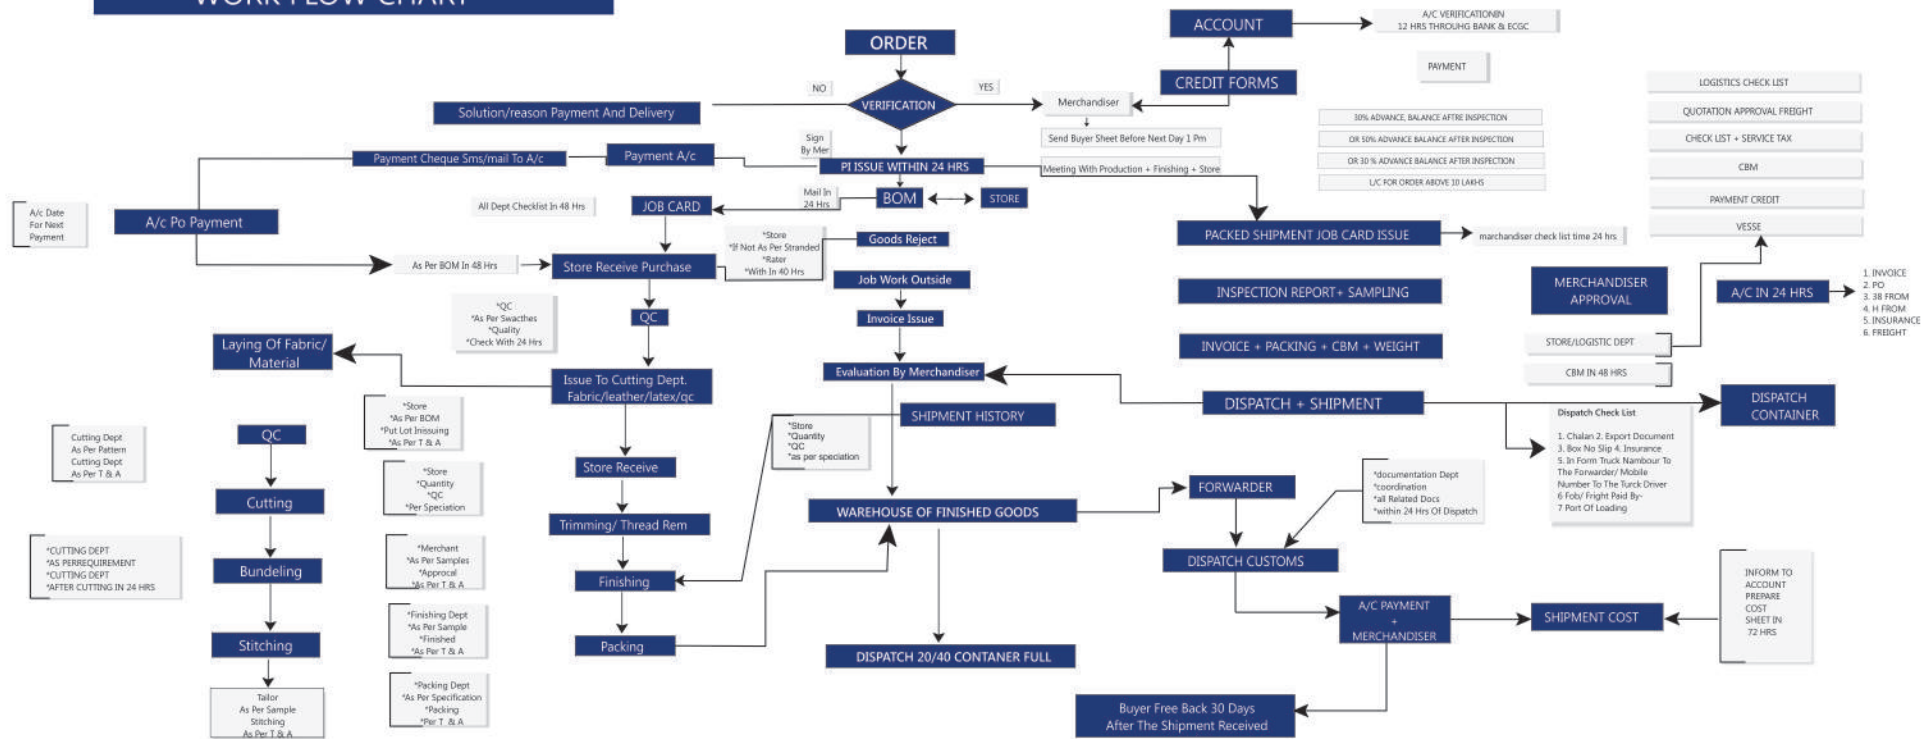 WORK FLOW CHART
ORDER
NO
VERIFICATION
YES
Solution/reason Payment And Delivery
Merchandiser
Send Buyer Sheet Before Next Day 1 Pm
Meeting With Production + Finishing + Store
ACCOUNT
CREDIT FORMS
A/C VERIFICATIONIN
12 HRS THROUHG BANK & ECGC
PAYMENT
30% ADVANCE, BALANCE AFTRE INSPECTION
OR 50% ADVANCE BALANCE AFTER INSPECTION
OR 30 % ADVANCE BALANCE AFTER INSPECTION
L/C FOR ORDER ABOVE 10 LAKHS
LOGISTICS CHECK LIST
QUOTATION APPROVAL FREIGHT
CHECK LIST + SERVICE TAX
CBM
PAYMENT CREDIT
VESSE
Sign
By Mer
PI ISSUE WITHIN 24 HRS
Payment A/c
Payment Cheque Sms/mail To A/c
A/c Date
For Next
Payment
A/c Po Payment
As Per BOM In 48 Hrs
Mail In
24 Hrs
BOM
STORE
All Dept Checklist In 48 Hrs
JOB CARD
Goods Reject
*Store
*If Not As Per Stranded
*Rater
*With In 40 Hrs
Store Receive Purchase
Job Work Outside
Invoice Issue
Evaluation By Merchandiser
*QC
*As Per Swacthes
*Quality
*Check With 24 Hrs
QC
Laying Of Fabric/
Material
Issue To Cutting Dept.
Fabric/leather/latex/qc
*Store
*As Per BOM
*Put Lot Inissuing
*As Per T & A
PACKED SHIPMENT JOB CARD ISSUE
marchandiser check list time 24 hrs
INSPECTION REPORT+ SAMPLING
INVOICE + PACKING + CBM + WEIGHT
MERCHANDISER
APPROVAL
STORE/LOGISTIC DEPT
CBM IN 48 HRS
A/C IN 24 HRS
1. INVOICE
2. PO
3. 38 FROM
4. H FROM
5. INSURANCE
6. FREIGHT
DISPATCH + SHIPMENT
DISPATCH
CONTAINER
Dispatch Check List
1. Chalan 2. Export Document
3. Box No Slip 4. Insurance
5. In Form Truck Nambour To
The Forwarder/ Mobile
Number To The Turck Driver
6 Fob/ Fright Paid By-
7 Port Of Loading
SHIPMENT HISTORY
*Store
*Quantity
*QC
*as per speciation
Cutting Dept
As Per Pattern
Cutting Dept
As Per T & A
QC
Cutting
Bundeling
Stitching
Tailor
As Per Sample
Stitching
As Per T & A
*CUTTING DEPT
*AS PERREQUIREMENT
*CUTTING DEPT
*AFTER CUTTING IN 24 HRS
*Store
*Quantity
*QC
*Per Speciation
*Merchant
*As Per Samples
*Approcal
*As Per T & A
*Finishing Dept
*As Per Sample
*Finished
*As Per T & A
*Packing Dept
*As Per Specification
*Packing
*Per T & A
Store Receive
Trimming/ Thread Rem
Finishing
Packing
WAREHOUSE OF FINISHED GOODS
DISPATCH 20/40 CONTANER FULL
FORWARDER
*documentation Dept
*coordination
*all Related Docs
*within 24 Hrs Of Dispatch
DISPATCH CUSTOMS
A/C PAYMENT
+
MERCHANDISER
SHIPMENT COST
INFORM TO
ACCOUNT
PREPARE
COST
SHEET IN
72 HRS
Buyer Free Back 30 Days
After The Shipment Received